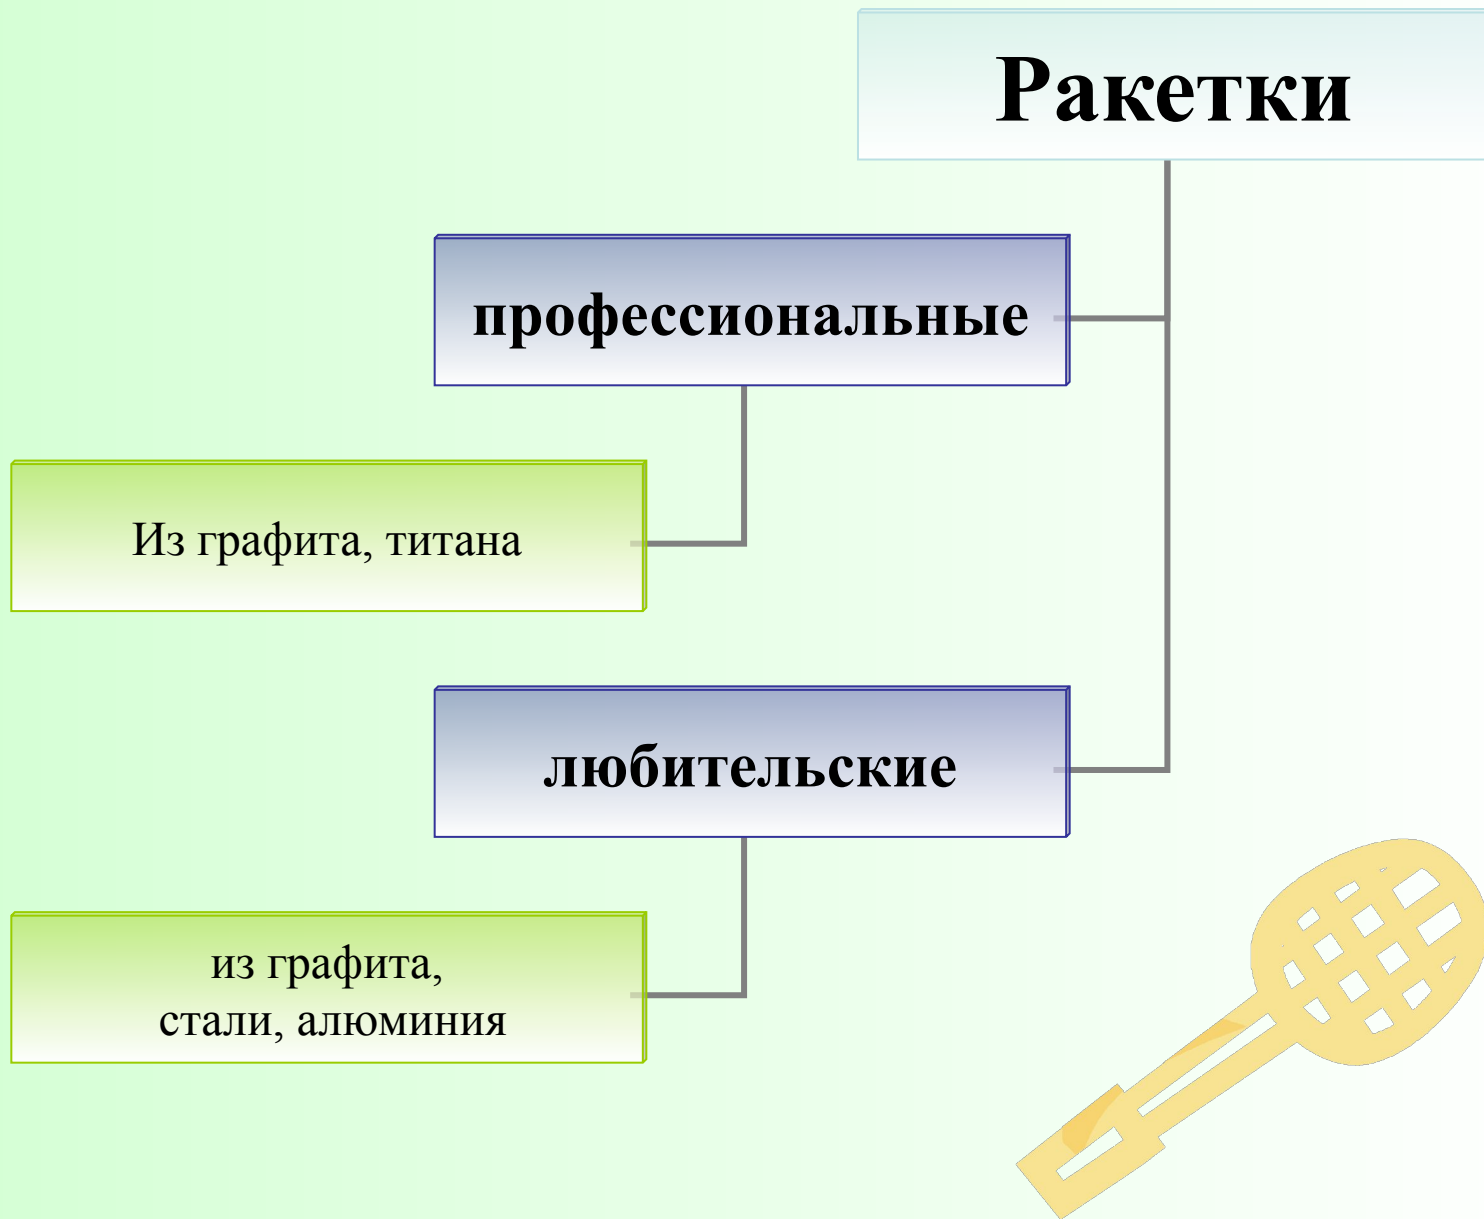 Ракетки
профессиональные
Из графита, титана
любительские
из графита,
стали, алюминия